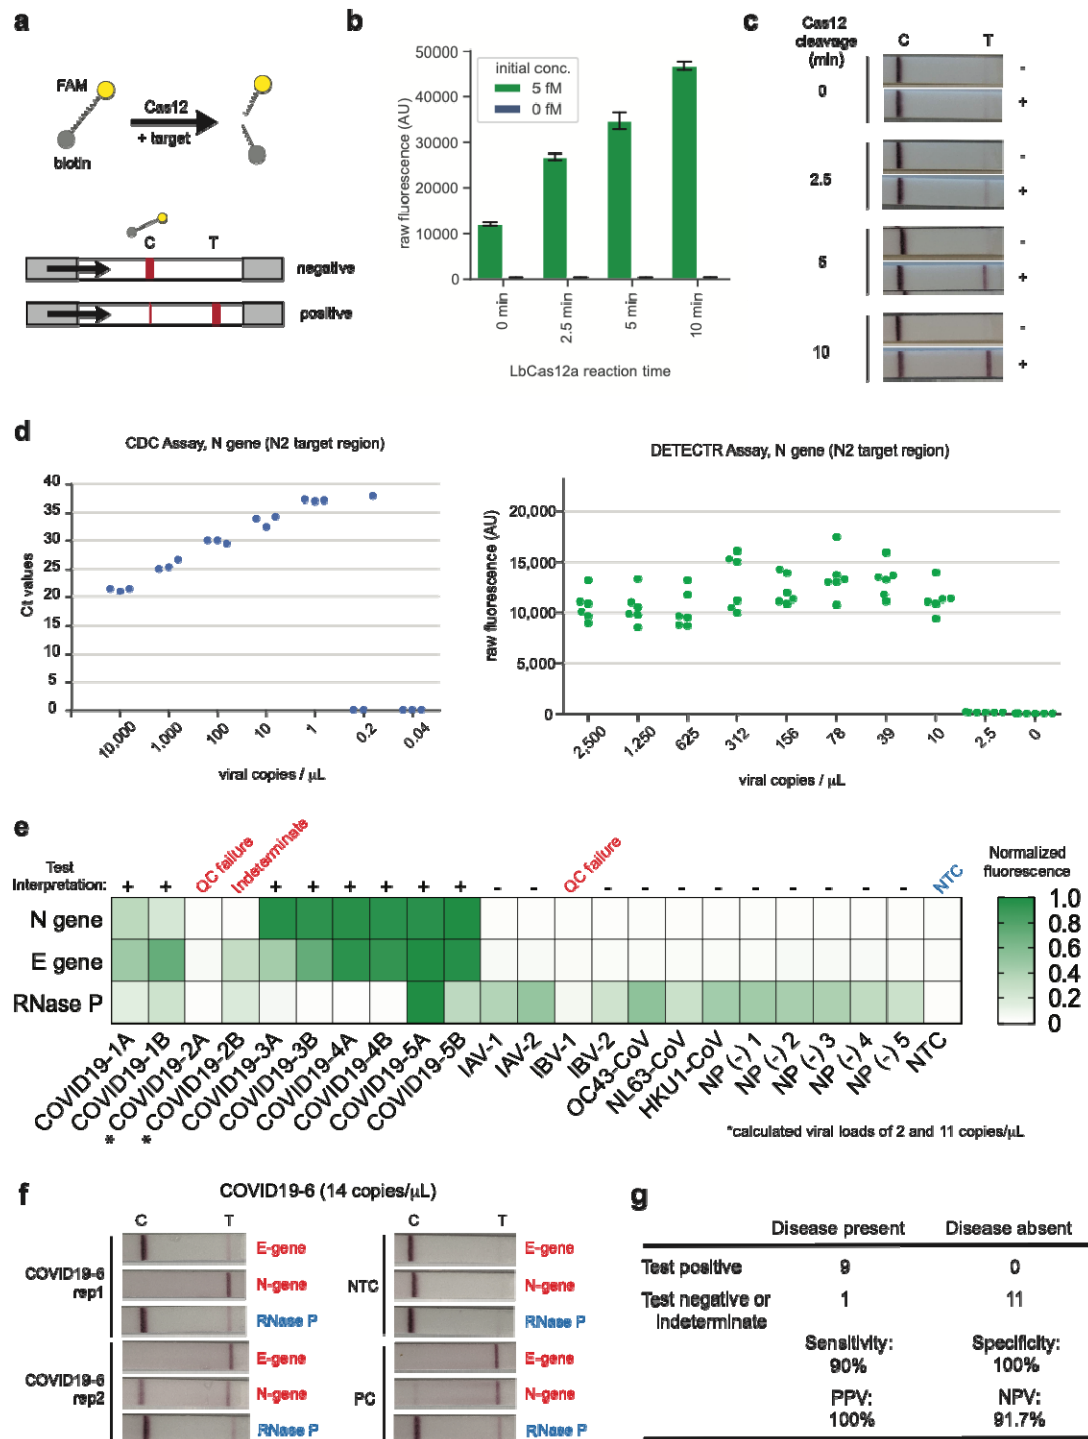 a
FAM
Cas12
+ target
biotin
C T
negative
positive
b
50000
40000
30000
20000
10000
0
raw fluorescence (AU)
initial conc.
5 fM
0 fM
0 min
2.5 min
5 min
10 min
LbCas12a reaction time
c
Cas12
cleavage
(min)
C T
0
-
+
2.5
-
+
5
-
+
10
-
+
d
CDC Assay, N gene (N2 target region)
40
35
30
25
20
15
10
5
0
Ct values
10,000 1,000 100 10 1 0.2 0.04
viral copies / μL
DETECTR Assay, N gene (N2 target region)
20,000
15,000
10,000
5,000
0
raw fluorescence (AU)
2,500 1,250 625 312 156 78 39 10 2.5 0
viral copies / μL
e
Test
Interpretation:
+ + QC failure Indeterminate + + + + + + - - QC failure - - - - - - - - - NTC
N gene
E gene
RNase P
COVID19-1A COVID19-1B *COVID19-2A *COVID19-2B COVID19-3A COVID19-3B COVID19-4A COVID19-4B COVID19-5A COVID19-5B IAV-1 IAV-2 IBV-1 IBV-2 OC43-CoV NL63-CoV HKU1-CoV NP (-) 1 NP (-) 2 NP (-) 3 NP (-) 4 NP (-) 5 NTC
Normalized
fluorescence
1.0
0.8
0.6
0.4
0.2
0
*calculated viral loads of 2 and 11 copies/μL
f
COVID19-6 (14 copies/μL)
C T
COVID19-6
rep1
E-gene
N-gene
RNase P
COVID19-6
rep2
E-gene
N-gene
RNase P
C T
NTC
E-gene
N-gene
RNase P
PC
E-gene
N-gene
RNase P
g
Disease present Disease absent
Test positive 9 0
Test negative or
Indeterminate 1 11
Sensitivity: Specificity:
90% 100%
PPV: NPV:
100% 91.7%